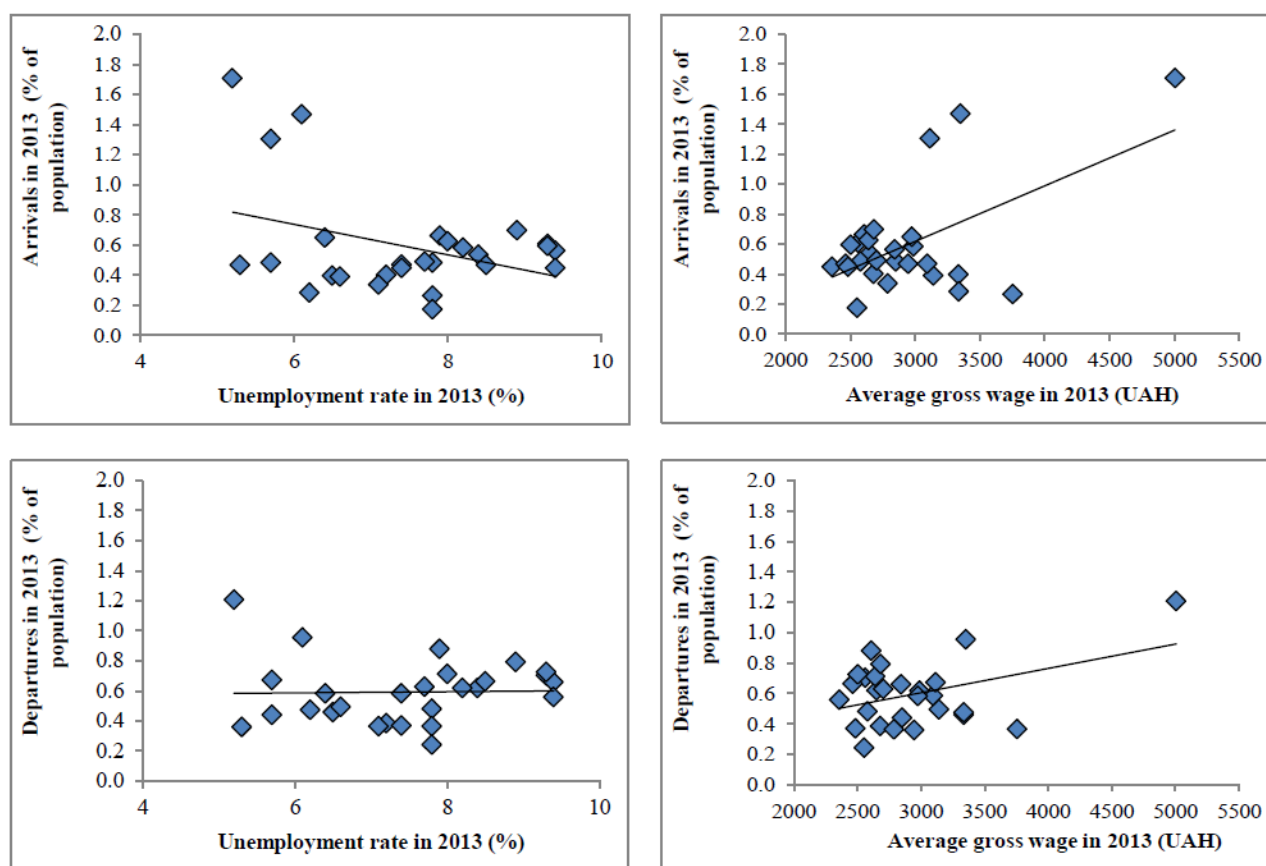 Arrivals in 2013 (% of
population)
2.0
1.8
1.6
1.4
1.2
1.0
0.8
0.6
0.4
0.2
0.0
4 6 8 10
Unemployment rate in 2013 (%)
Arrivals in 2013 (% of
population)
2.0
1.8
1.6
1.4
1.2
1.0
0.8
0.6
0.4
0.2
0.0
2000 2500 3000 3500 4000 4500 5000 5500
Average gross wage in 2013 (UAH)
Departures in 2013 (% of
population)
2.0
1.8
1.6
1.4
1.2
1.0
0.8
0.6
0.4
0.2
0.0
4 6 8 10
Unemployment rate in 2013 (%)
Departures in 2013 (% of
population)
2.0
1.8
1.6
1.4
1.2
1.0
0.8
0.6
0.4
0.2
0.0
2000 2500 3000 3500 4000 4500 5000 5500
Average gross wage in 2013 (UAH)